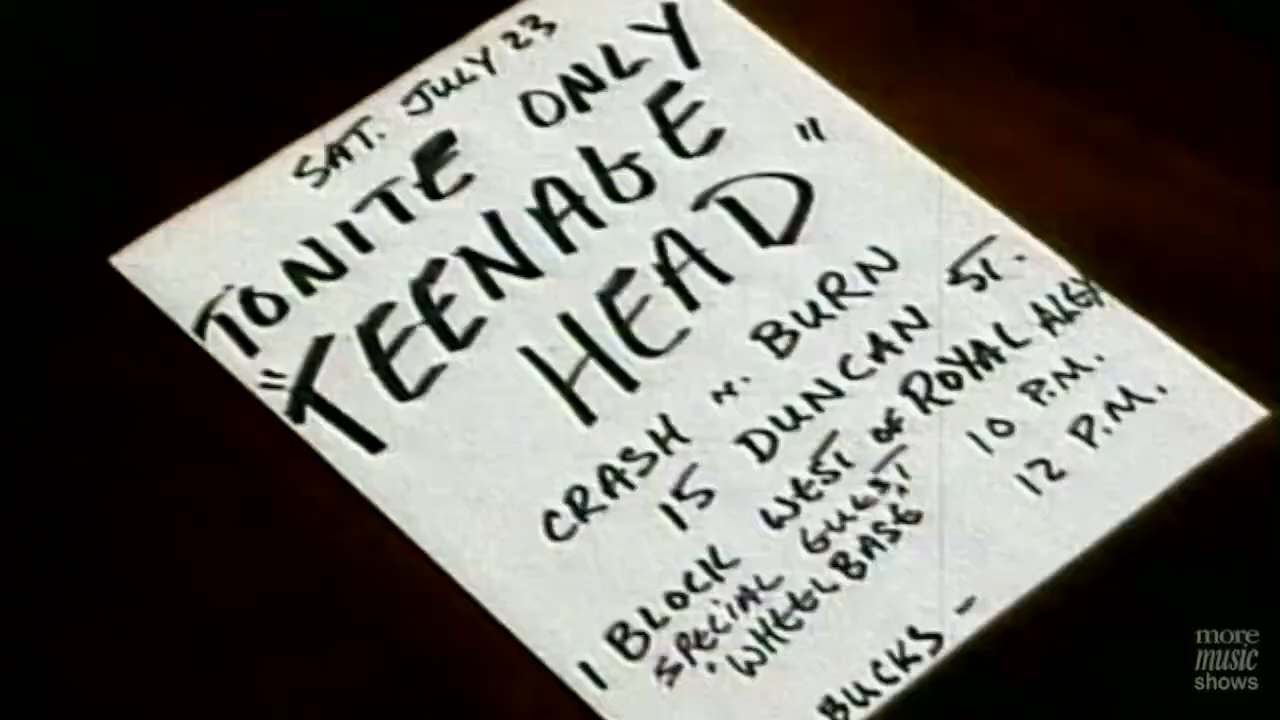 SAT. JULY 23
TONITE ONLY
"TEENAGE
HEAD"
CRASH N. BURN
15 DUNCAN ST.
1 BLOCK WEST OF ROYAL ALEX
SPECIAL GUEST 10 P.M.
"WHEELBASE" 12 P.M.
BUCKS -
more
music
shows